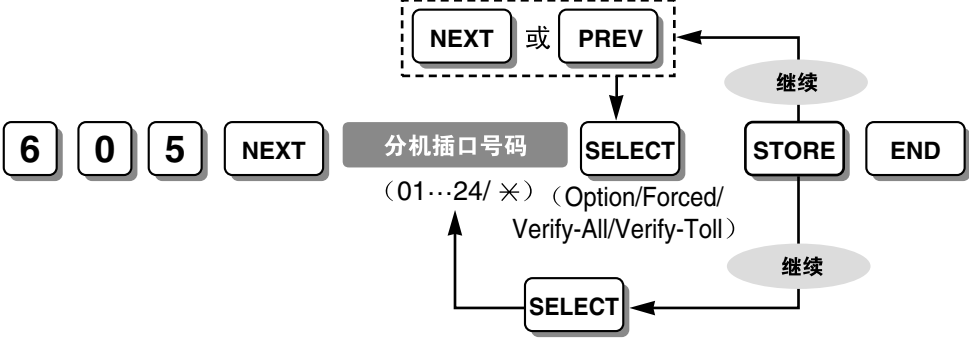 NEXT 或 PREV
继续
6 0 5 NEXT 分机插口号码 SELECT STORE END
（01…24/ ✳）（Option/Forced/
Verify-All/Verify-Toll）
继续
SELECT